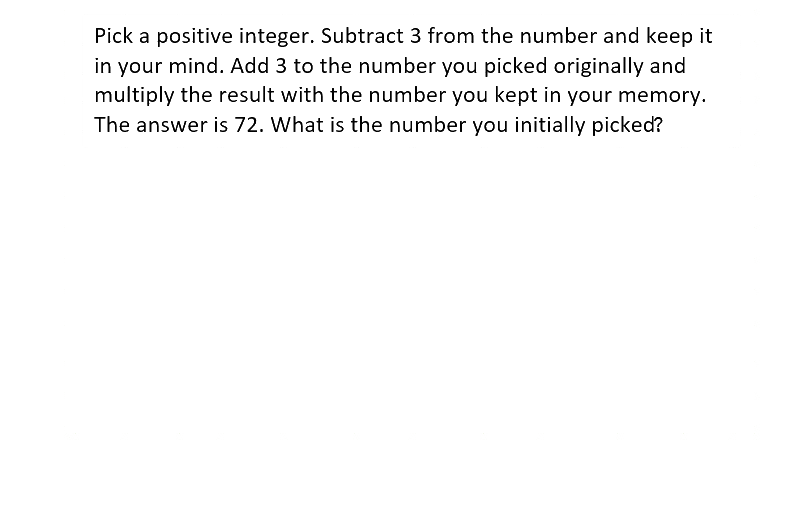 Pick a positive integer. Subtract 3 from the number and keep it
in your mind. Add 3 to the number you picked originally and
multiply the result with the number you kept in your memory.
The answer is 72. What is the number you initially picked?